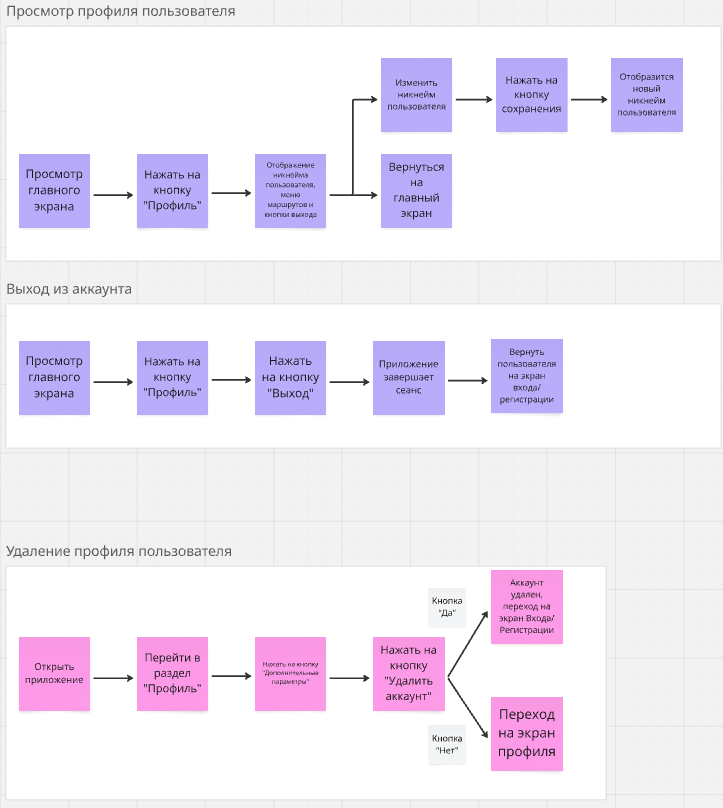 Просмотр профиля пользователя
Изменить
никнейм
пользователя
Нажать на
кнопку
сохранения
Отобразится
новый
никнейм
пользователя
Просмотр
главного
экрана
Нажать на
кнопку
"Профиль"
Отображение
никнейма
пользователя,
меню
маршрутов и
кнопки выхода
Вернуться
на
главный
экран
Выход из аккаунта
Просмотр
главного
экрана
Нажать на
кнопку
"Профиль"
Нажать
на кнопку
"Выход"
Приложение
завершает
сеанс
Вернуть
пользователя
на экран
входа/
регистрации
Удаление профиля пользователя
Открыть
приложение
Перейти в
раздел
"Профиль"
Нажать на кнопку
"Дополнительные
параметры"
Нажать на
кнопку
"Удалить
аккаунт"
Кнопка
"Да"
Аккаунт
удален,
переход на
экран Входа/
Регистрации
Кнопка
"Нет"
Переход
на экран
профиля